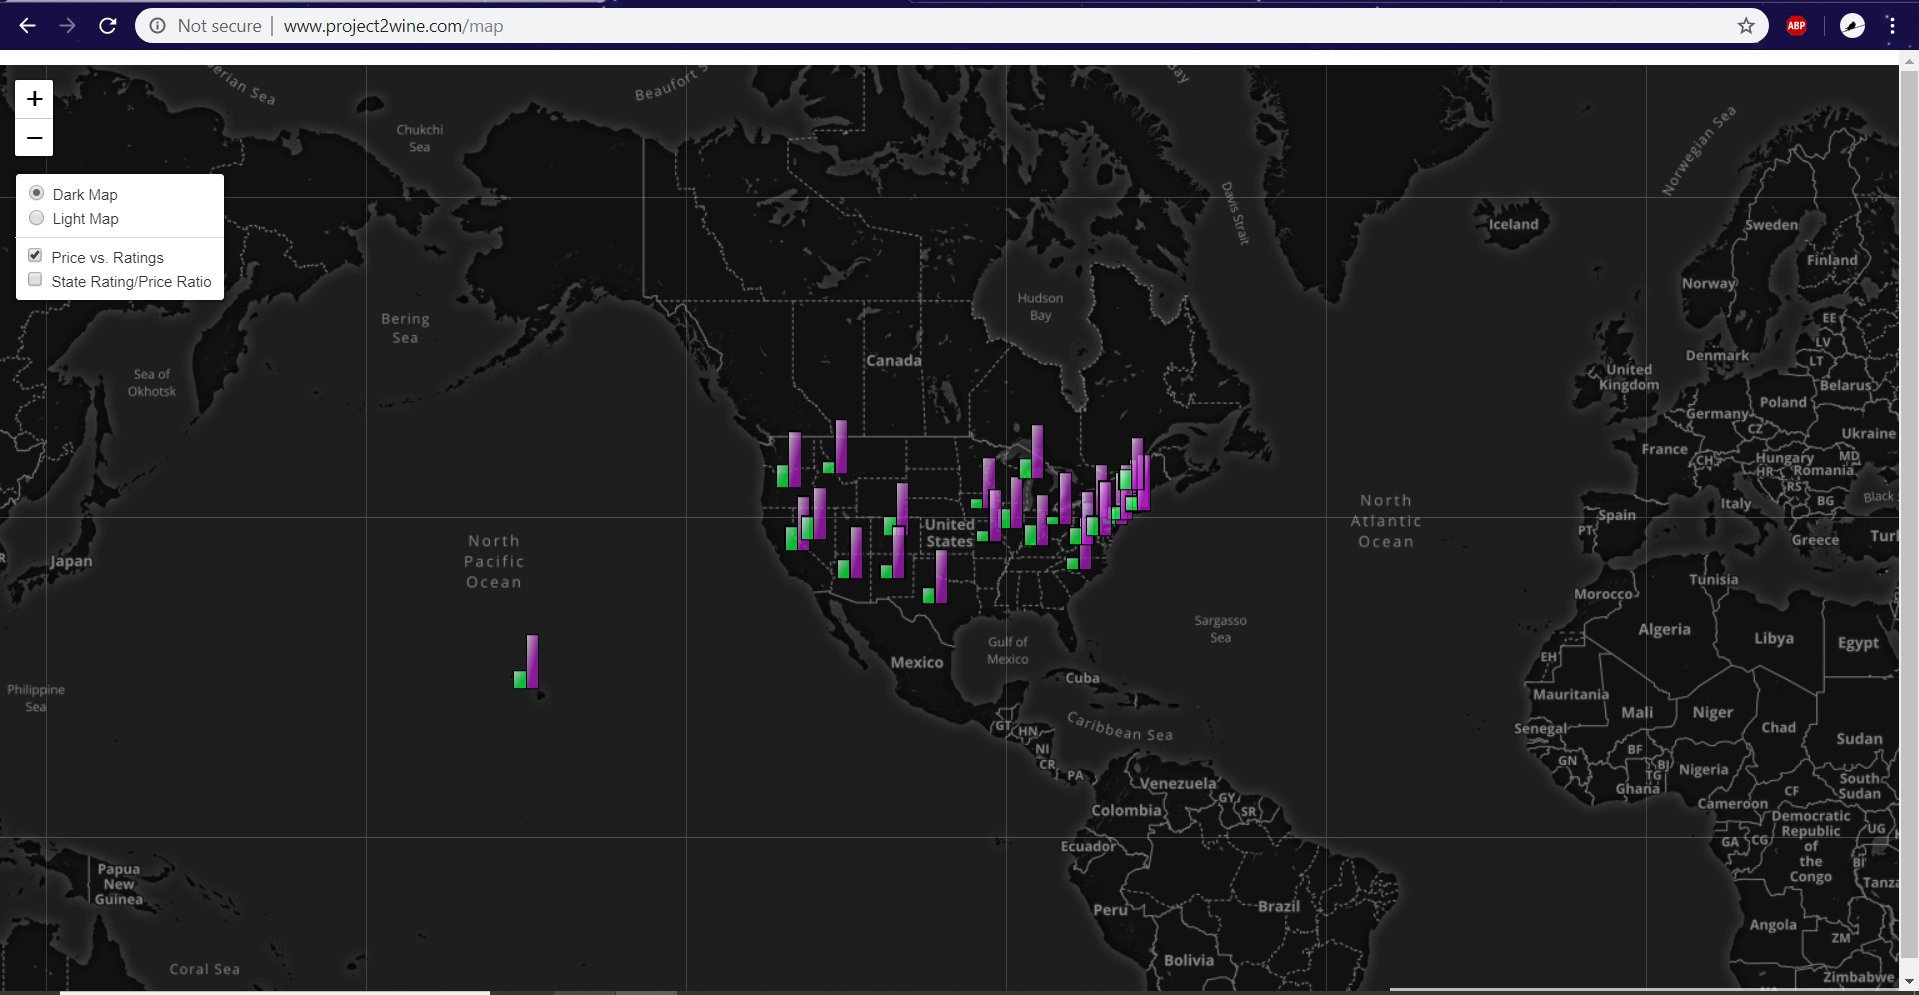 Not secure | www.project2wine.com/map
ABP
+
−
Dark Map
Light Map
Price vs. Ratings
State Rating/Price Ratio
erian Sea
Chukchi
Sea
Beaufort S
Bay
Davis Strait
Norwegian Sea
Iceland
Sweden
Finland
Norway
Bering
Sea
Hudson
Bay
Canada
Sea of
Okhotsk
EE
LV
LT
Denmark
United
Kingdom
Belarus
Poland
Germany
CZ
Ukraine
France
CH
Hungary
MD
HR
Romania
RS
BG
Black
Italy
Spain
PT
Greece
Turk
United
States
North
Atlantic
Ocean
North
Pacific
Ocean
R
Japan
Tunisia
Morocco
Sargasso
Sea
Algeria
Libya
Egypt
Gulf of
Mexico
Mexico
EH
Cuba
Philippine
Sea
Mauritania
Mali
Niger
Chad
Sudan
Caribbean Sea
GT
HN
NI
CR
PA
Senegal
GN
BF
BJ
TG
Ghana
Nigeria
South
Sudan
Venezuela
GY
SR
Colombia
Cameroon
CF
Democratic
Republic
of
the
Congo
UG
K
GA
CG
BI
Tanza
Ecuador
Papua
New
Guinea
Peru
Brazil
Angola
ZM
Bolivia
Coral Sea
Zimbabwe